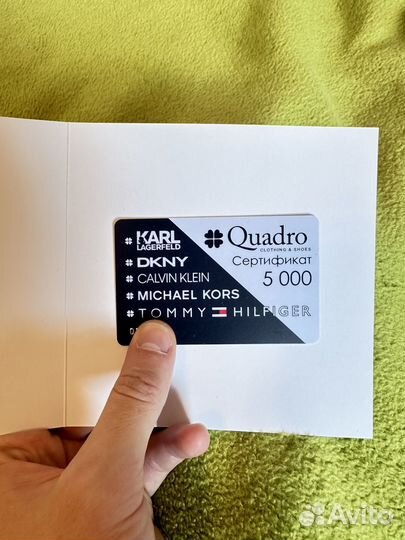 KARL
LAGERFELD
DKNY
CALVIN KLEIN
MICHAEL KORS
TOMMY HILFIGER
Quadro
CLOTHING & SHOES
Сертификат
5 000
Avito